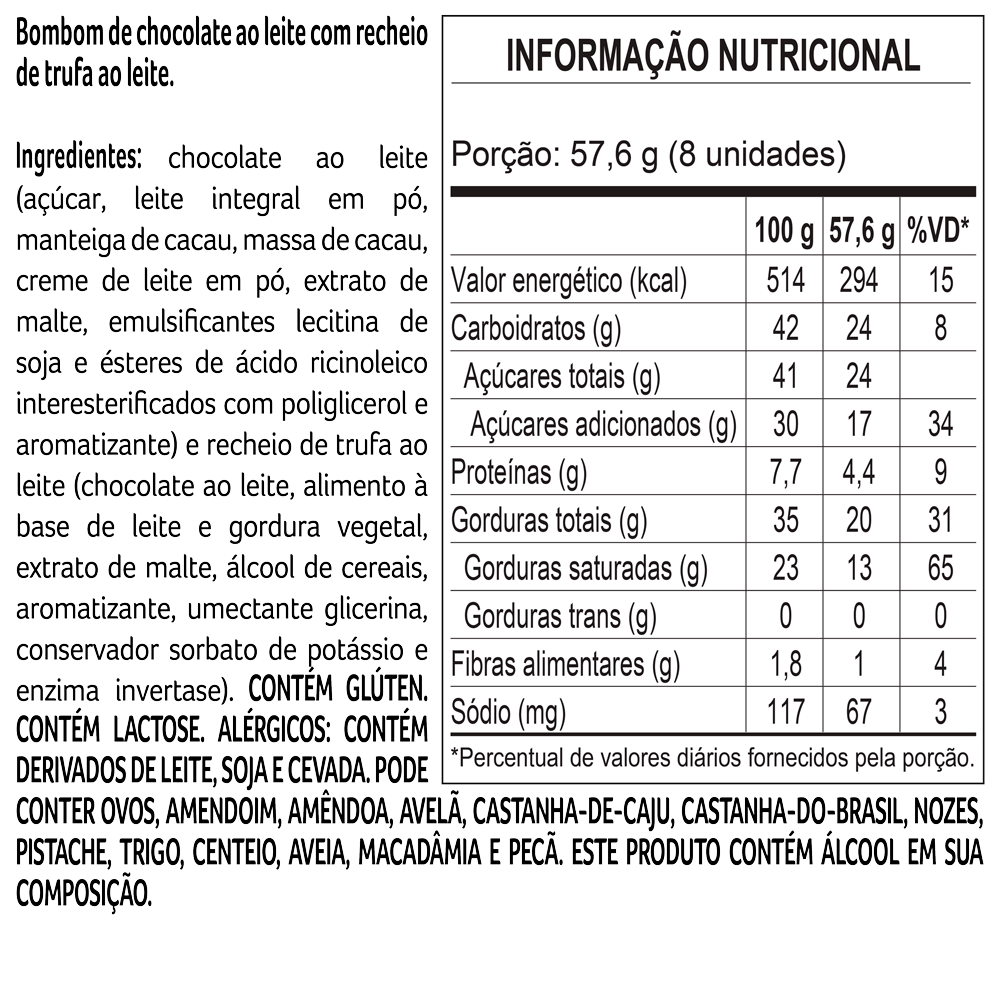 Bombom de chocolate ao leite com recheio
de trufa ao leite.
Ingredientes: chocolate ao leite
(açúcar, leite integral em pó,
manteiga de cacau, massa de cacau,
creme de leite em pó, extrato de
malte, emulsificantes lecitina de
soja e ésteres de ácido ricinoleico
interesterificados com poliglicerol e
aromatizante) e recheio de trufa ao
leite (chocolate ao leite, alimento à
base de leite e gordura vegetal,
extrato de malte, álcool de cereais,
aromatizante, umectante glicerina,
conservador sorbato de potássio e
enzima invertase). CONTÉM GLÚTEN.
CONTÉM LACTOSE. ALÉRGICOS: CONTÉM
DERIVADOS DE LEITE, SOJA E CEVADA. PODE
CONTER OVOS, AMENDOIM, AMÊNDOA, AVELÃ, CASTANHA-DE-CAJU, CASTANHA-DO-BRASIL, NOZES,
PISTACHE, TRIGO, CENTEIO, AVEIA, MACADÂMIA E PECÃ. ESTE PRODUTO CONTÉM ÁLCOOL EM SUA
COMPOSIÇÃO.
INFORMAÇÃO NUTRICIONAL
Porção: 57,6 g (8 unidades)
100 g 57,6 g %VD*
Valor energético (kcal) 514 294 15
Carboidratos (g) 42 24 8
Açúcares totais (g) 41 24
Açúcares adicionados (g) 30 17 34
Proteínas (g) 7,7 4,4 9
Gorduras totais (g) 35 20 31
Gorduras saturadas (g) 23 13 65
Gorduras trans (g) 0 0 0
Fibras alimentares (g) 1,8 1 4
Sódio (mg) 117 67 3
*Percentual de valores diários fornecidos pela porção.